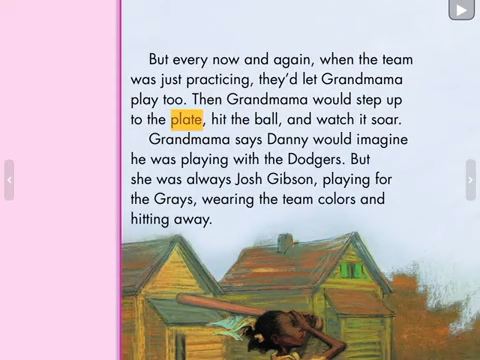 But every now and again, when the team
was just practicing, they'd let Grandmama
play too. Then Grandmama would step up
to the plate, hit the ball, and watch it soar.
Grandmama says Danny would imagine
he was playing with the Dodgers. But
she was always Josh Gibson, playing for
the Grays, wearing the team colors and
hitting away.